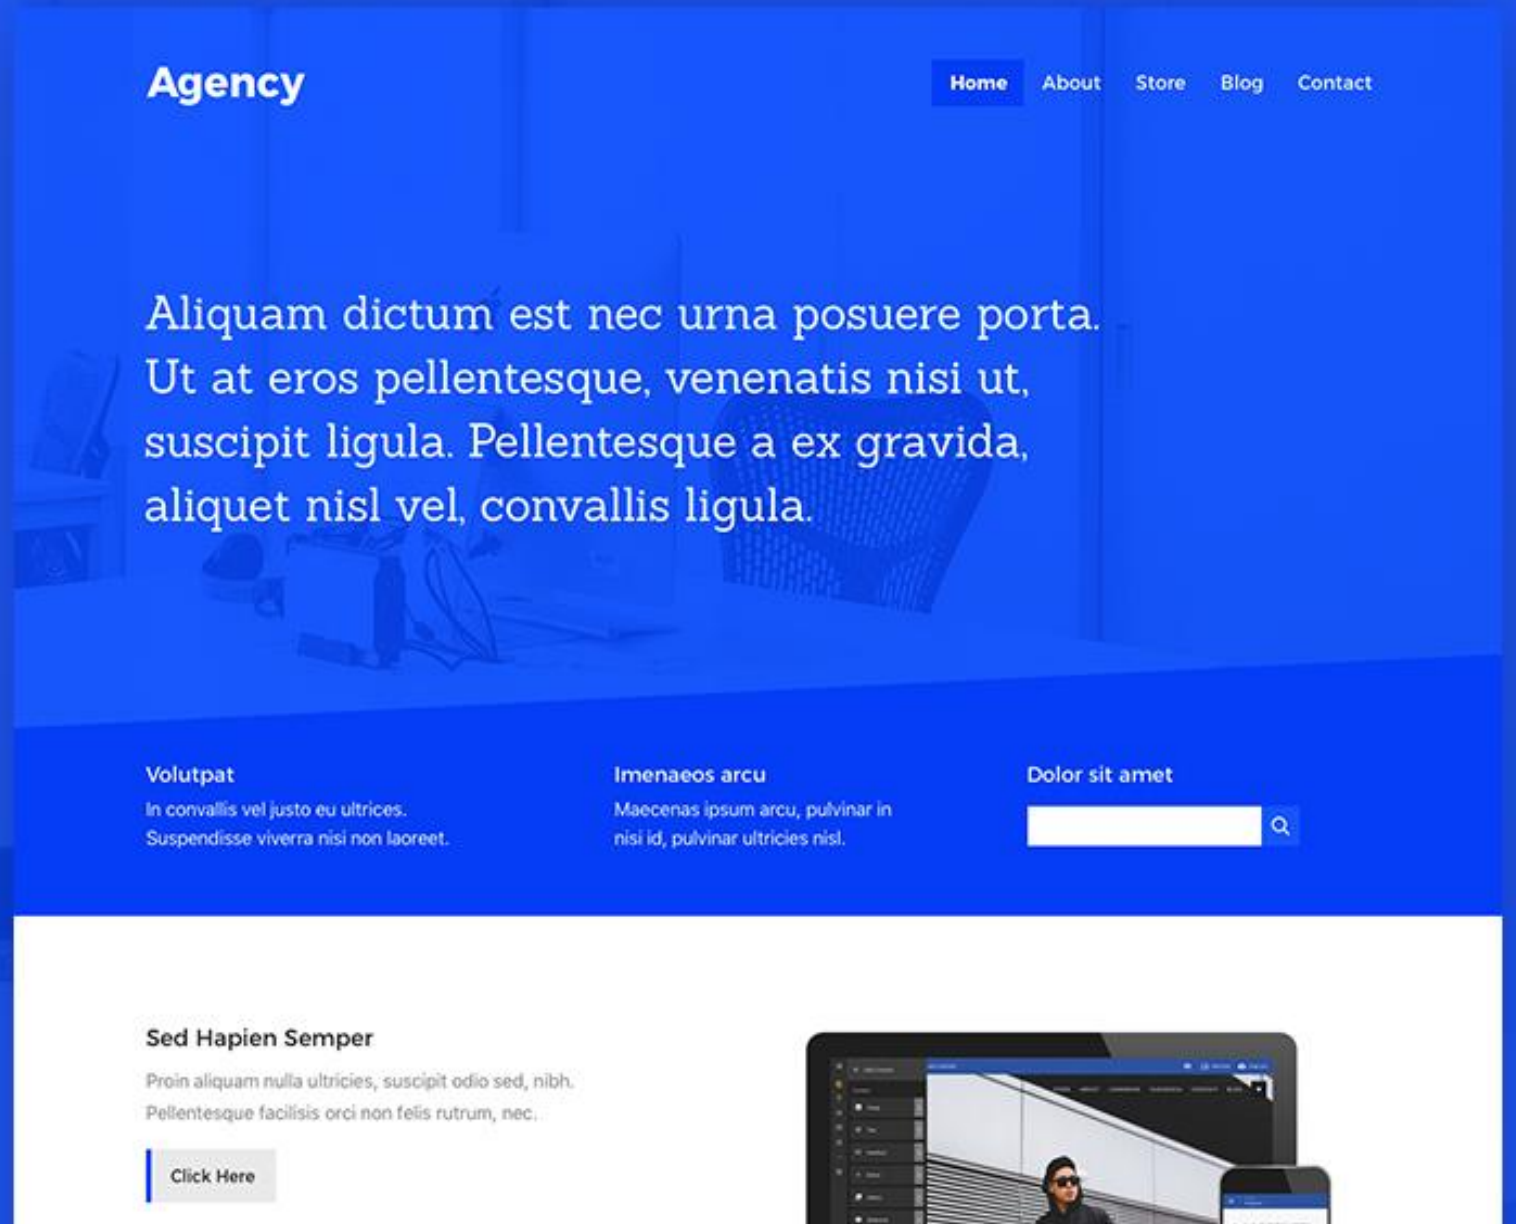 Agency
Home About Store Blog Contact
Aliquam dictum est nec urna posuere porta.
Ut at eros pellentesque, venenatis nisi ut,
suscipit ligula. Pellentesque a ex gravida,
aliquet nisl vel, convallis ligula.
Volutpat
In convallis vel justo eu ultrices.
Suspendisse viverra nisi non laoreet.
Imenaeos arcu
Maecenas ipsum arcu, pulvinar in
nisi id, pulvinar ultricies nisl.
Dolor sit amet
Sed Hapien Semper
Proin aliquam nulla ultricies, suscipit odio sed, nibh.
Pellentesque facilisis orci non felis rutrum, nec.
Click Here